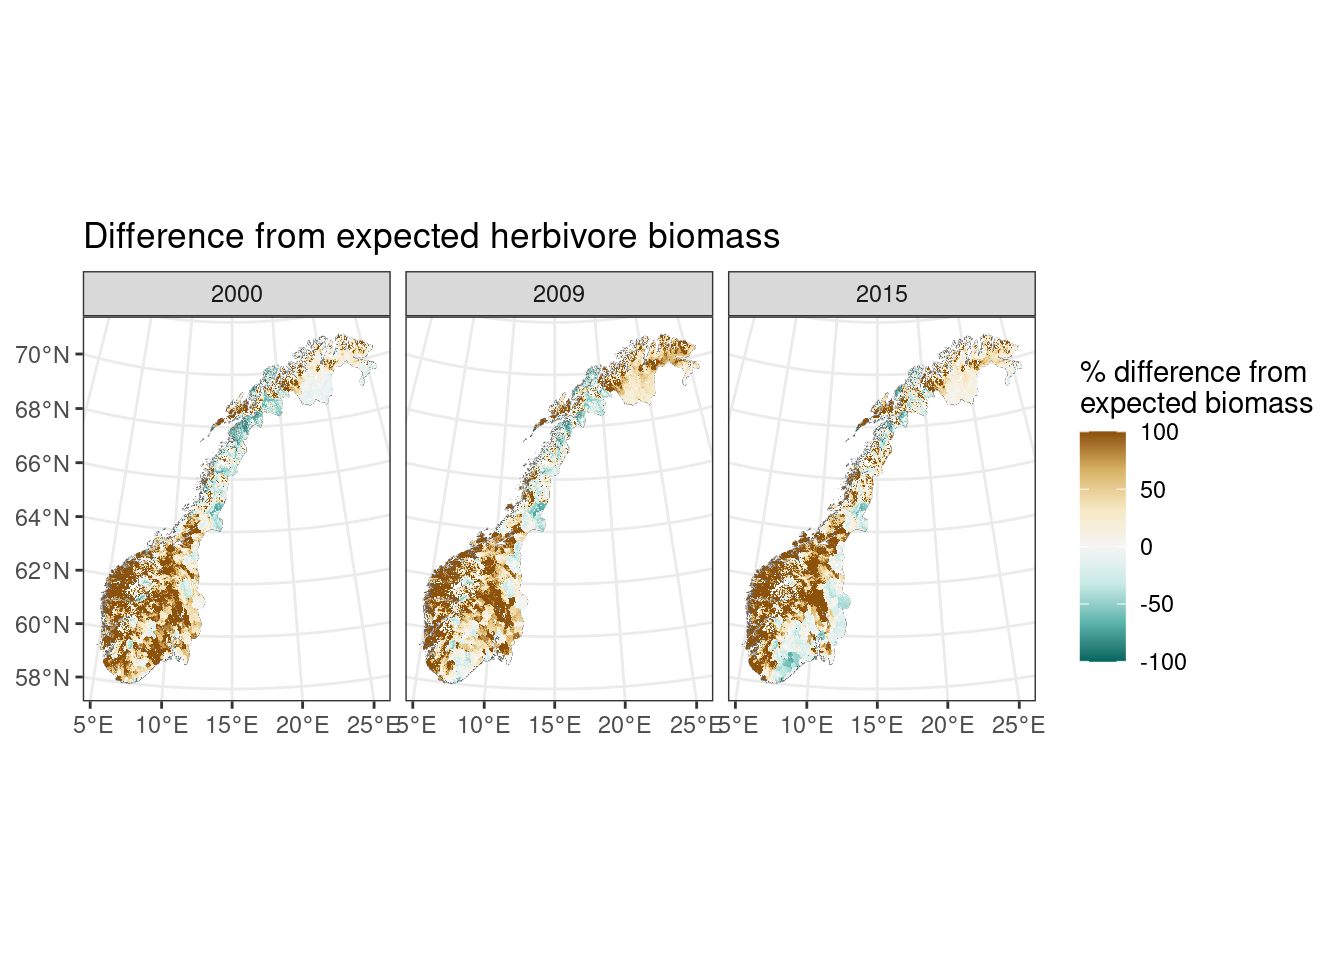 Difference from expected herbivore biomass
2000 2009 2015
70°N
68°N
66°N
64°N
62°N
60°N
58°N
5°E 10°E 15°E 20°E 25°E 5°E 10°E 15°E 20°E 25°E 5°E 10°E 15°E 20°E 25°E
% difference from
expected biomass
100
50
0
-50
-100